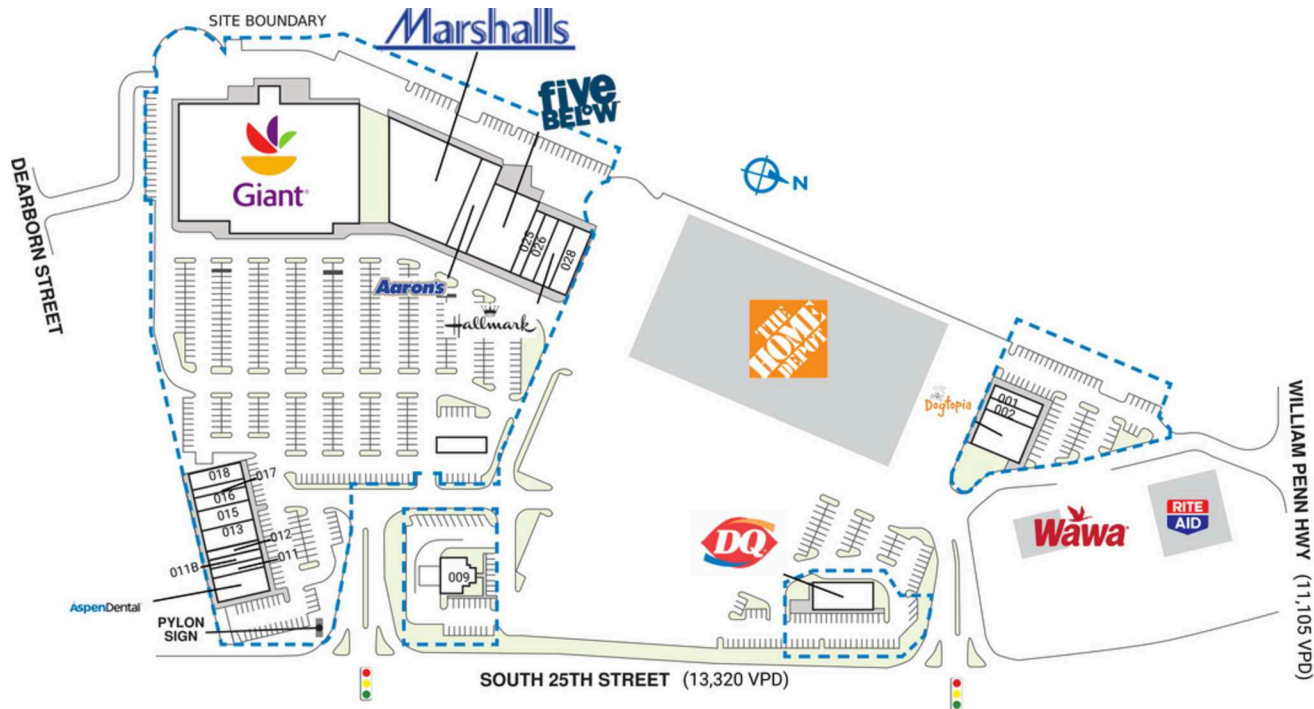 SITE BOUNDARY
Marshalls
five
BELOW
Giant
DEARBORN STREET
N
025
026
028
Aaron's
Hallmark
THE
HOME
DEPOT
Dogtopia
001
002
WILLIAM PENN HWY (11,105 VPD)
018
017
016
015
013
012
011
011B
AspenDental
PYLON
SIGN
009
DQ
Wawa
RITE
AID
SOUTH 25TH STREET (13,320 VPD)